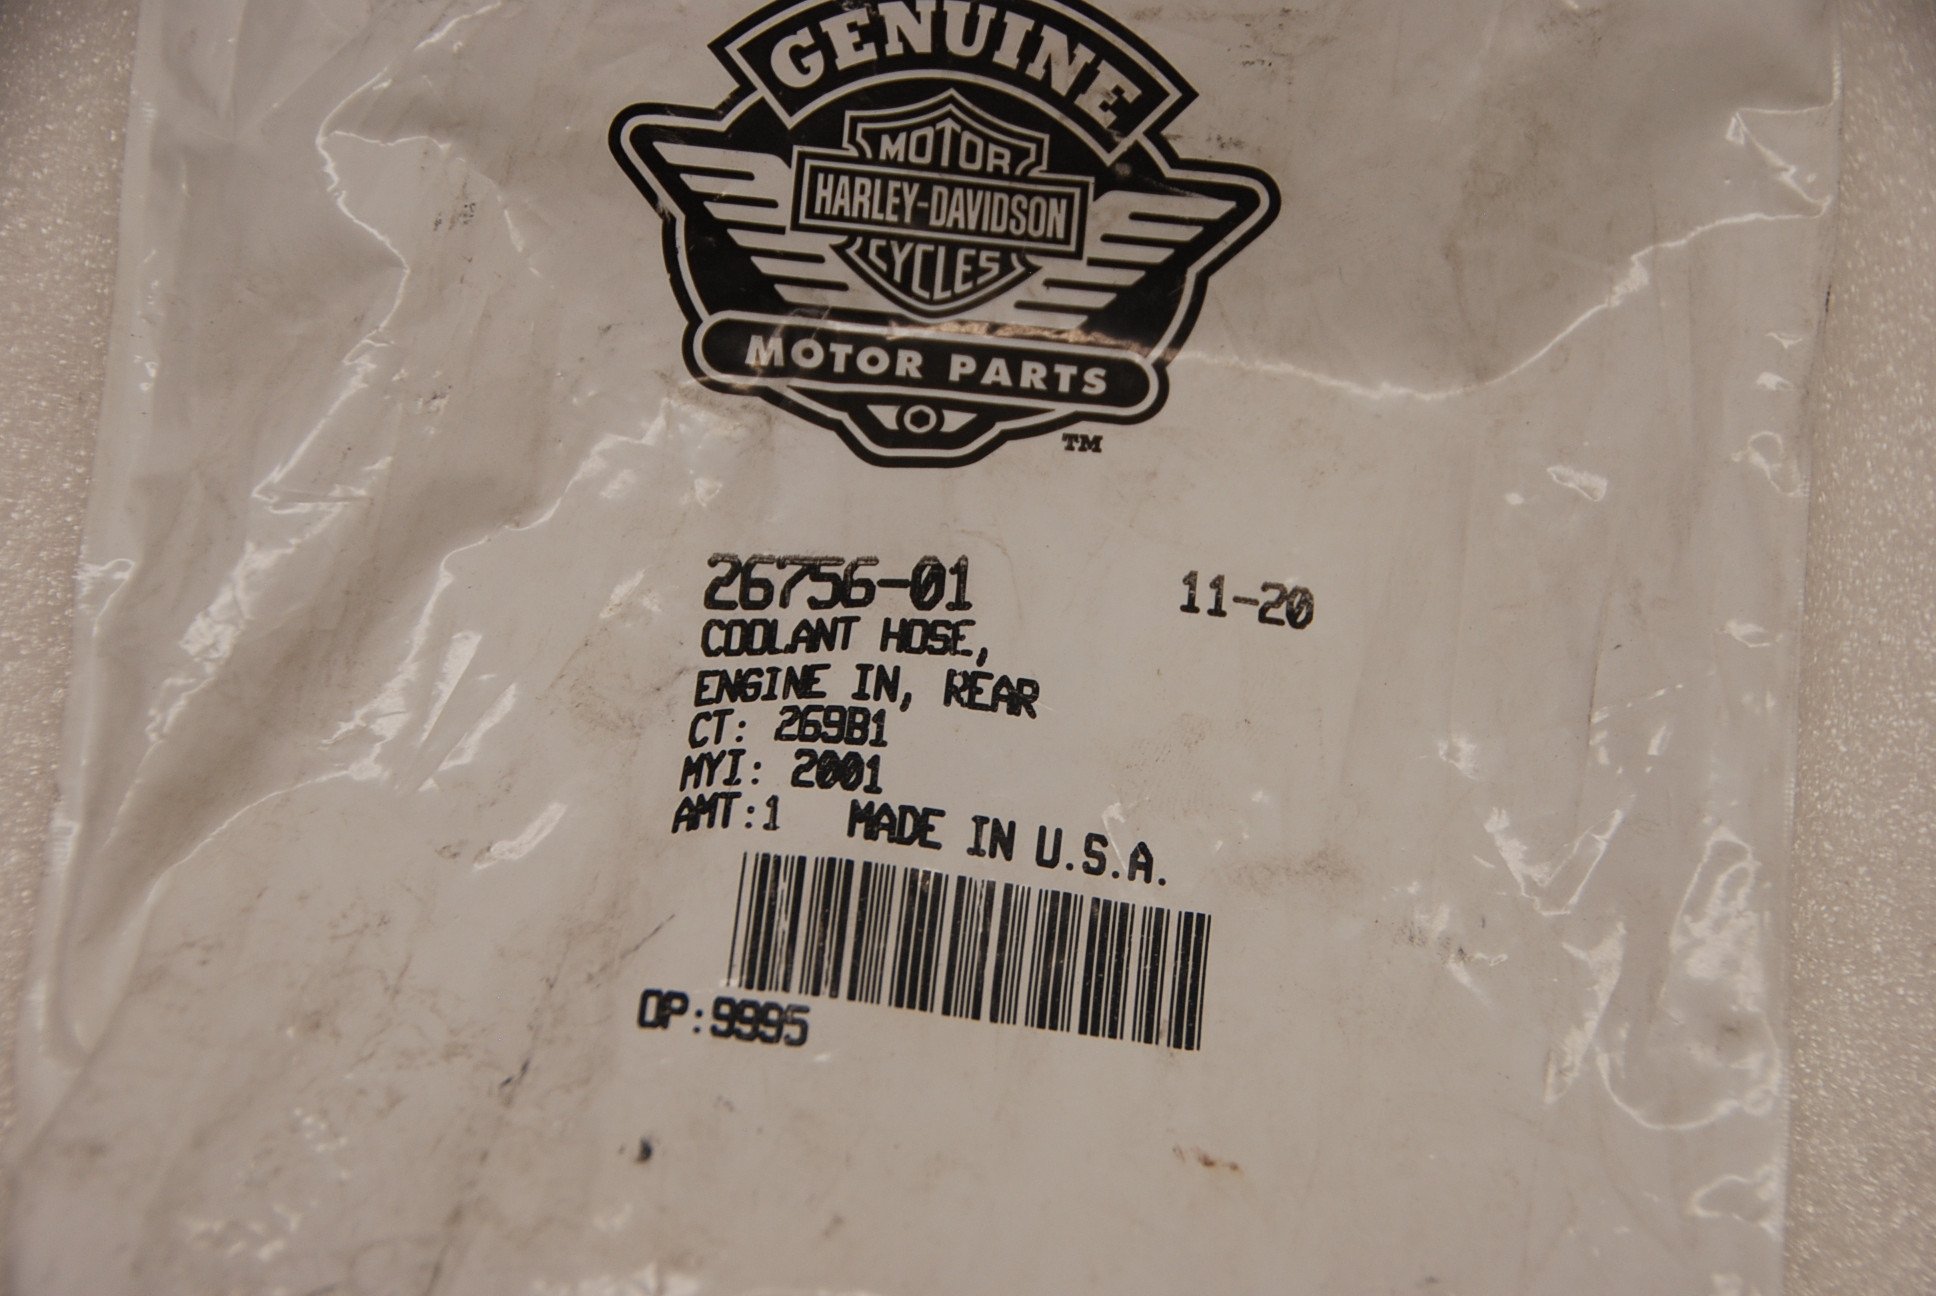 GENUINE
MOTOR
HARLEY-DAVIDSON
CYCLES
MOTOR PARTS
TM
26756-01 11-20
COOLANT HOSE,
ENGINE IN, REAR
CT: 269B1
MYI: 2001
AMT:1 MADE IN U.S.A.
OP:9995